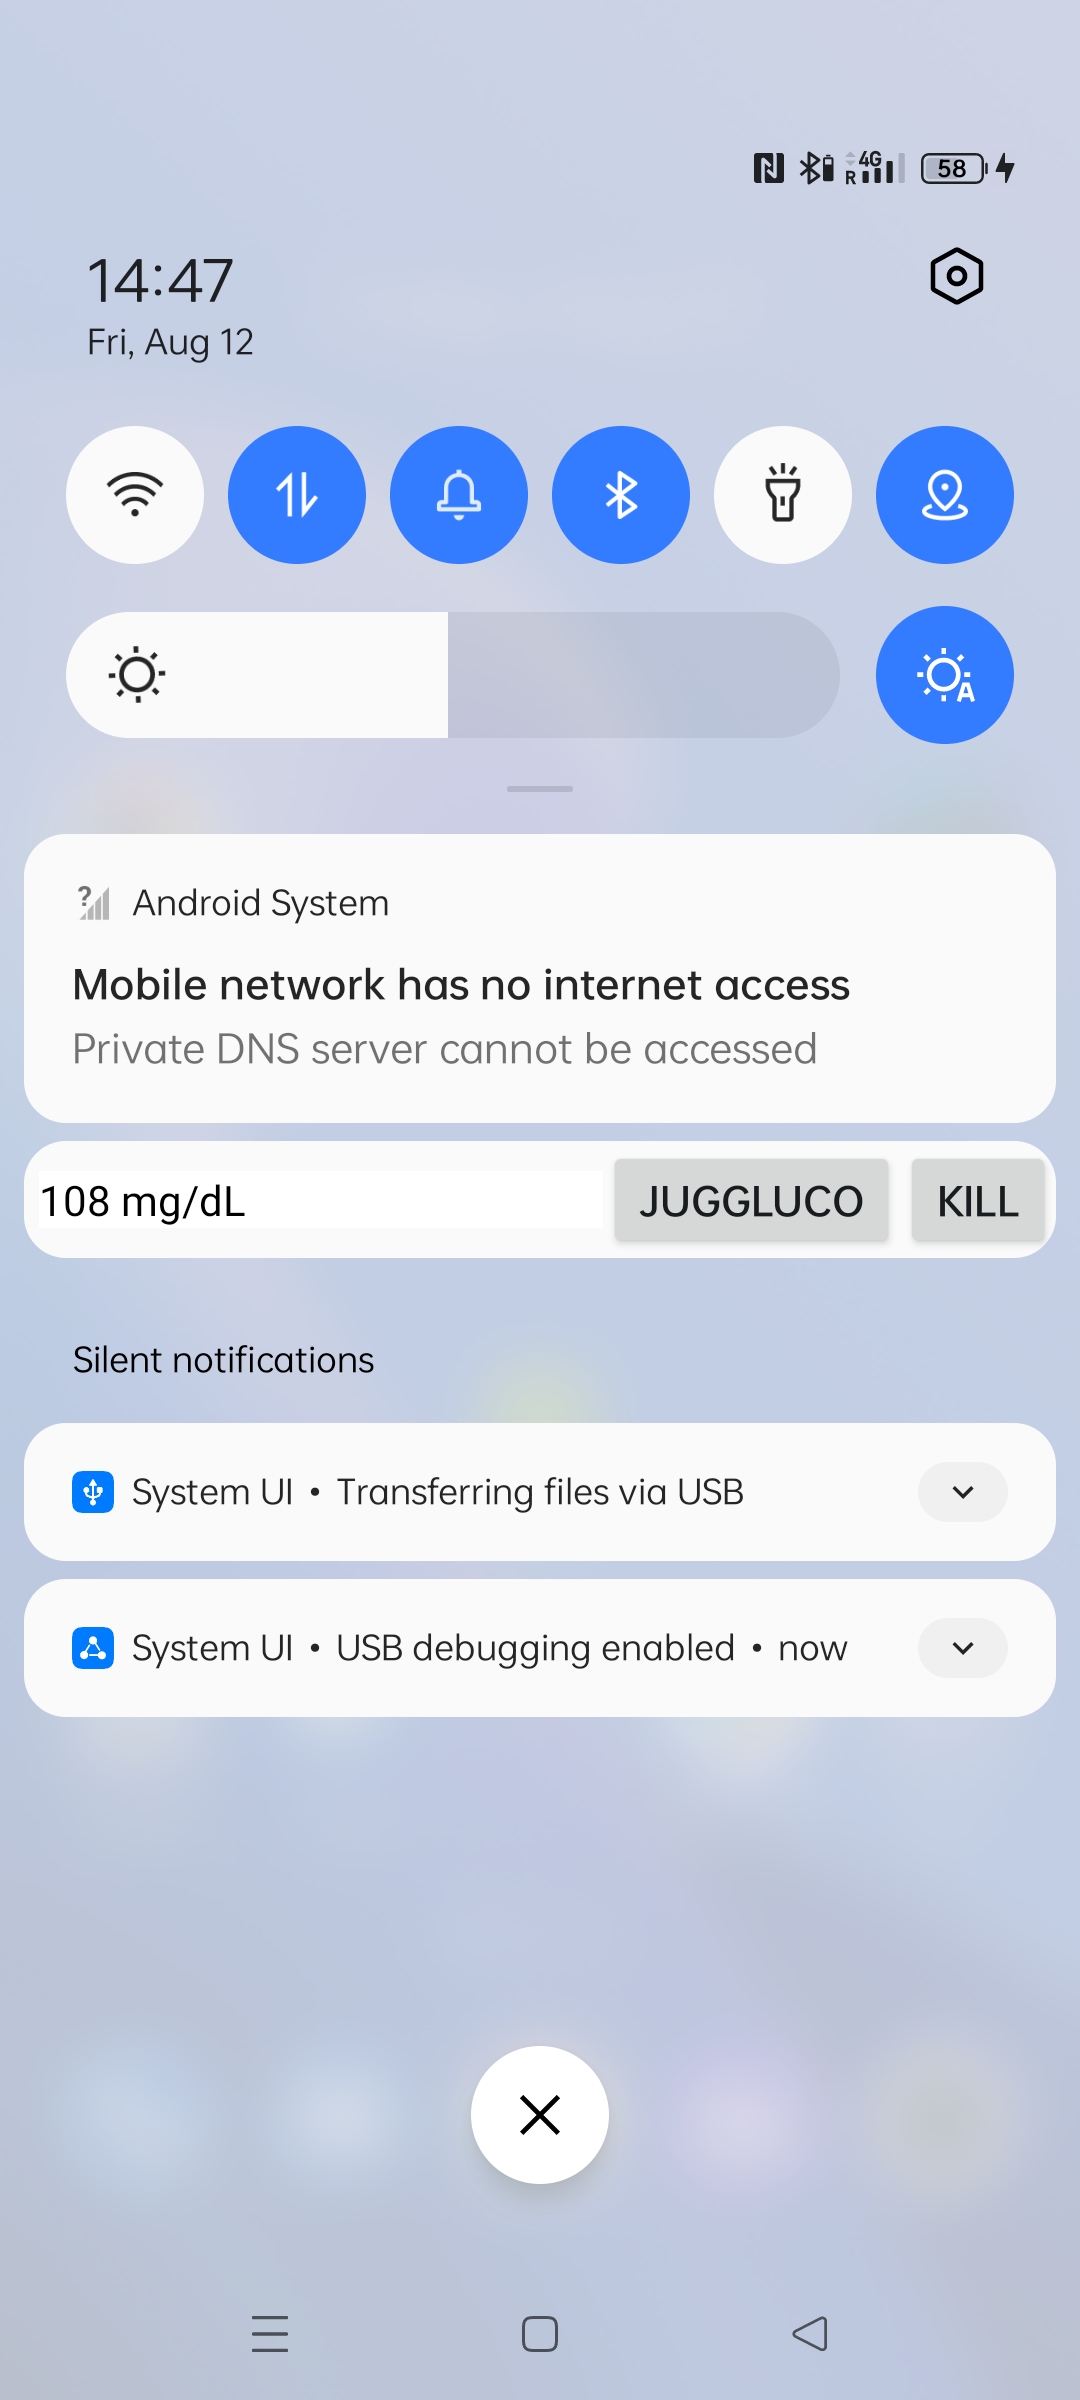 4G
R
58
14:47
Fri, Aug 12
A
Android System
Mobile network has no internet access
Private DNS server cannot be accessed
108 mg/dL JUGGLUCO KILL
Silent notifications
System UI • Transferring files via USB
System UI • USB debugging enabled • now